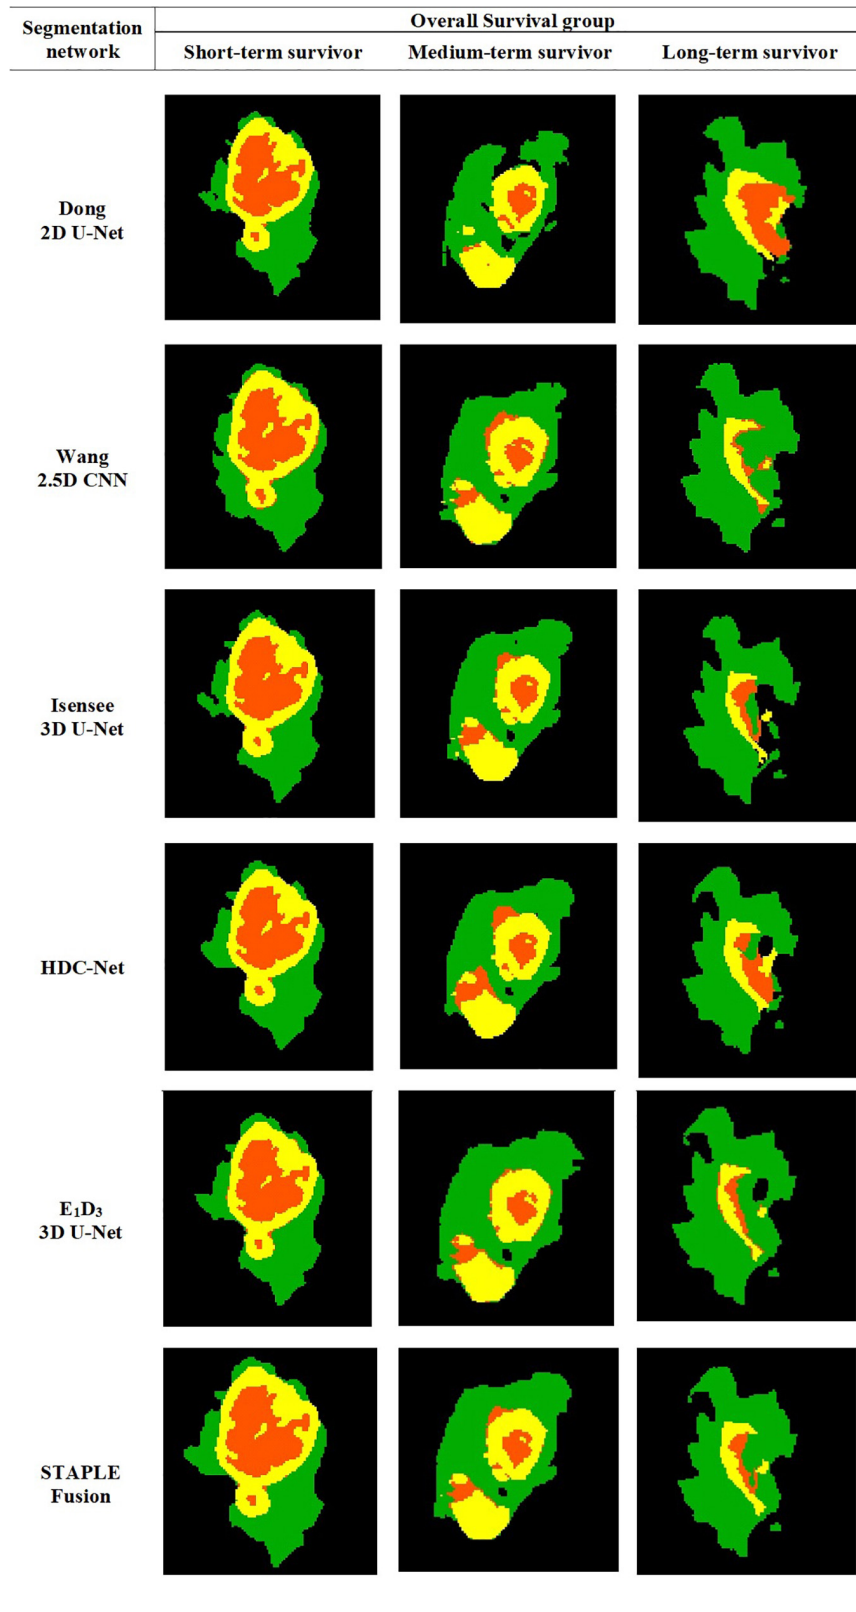 Segmentation network
Overall Survival group
Short-term survivor
Medium-term survivor
Long-term survivor
Dong
2D U-Net
Wang
2.5D CNN
Isensee
3D U-Net
HDC-Net
E₁D₃
3D U-Net
STAPLE
Fusion